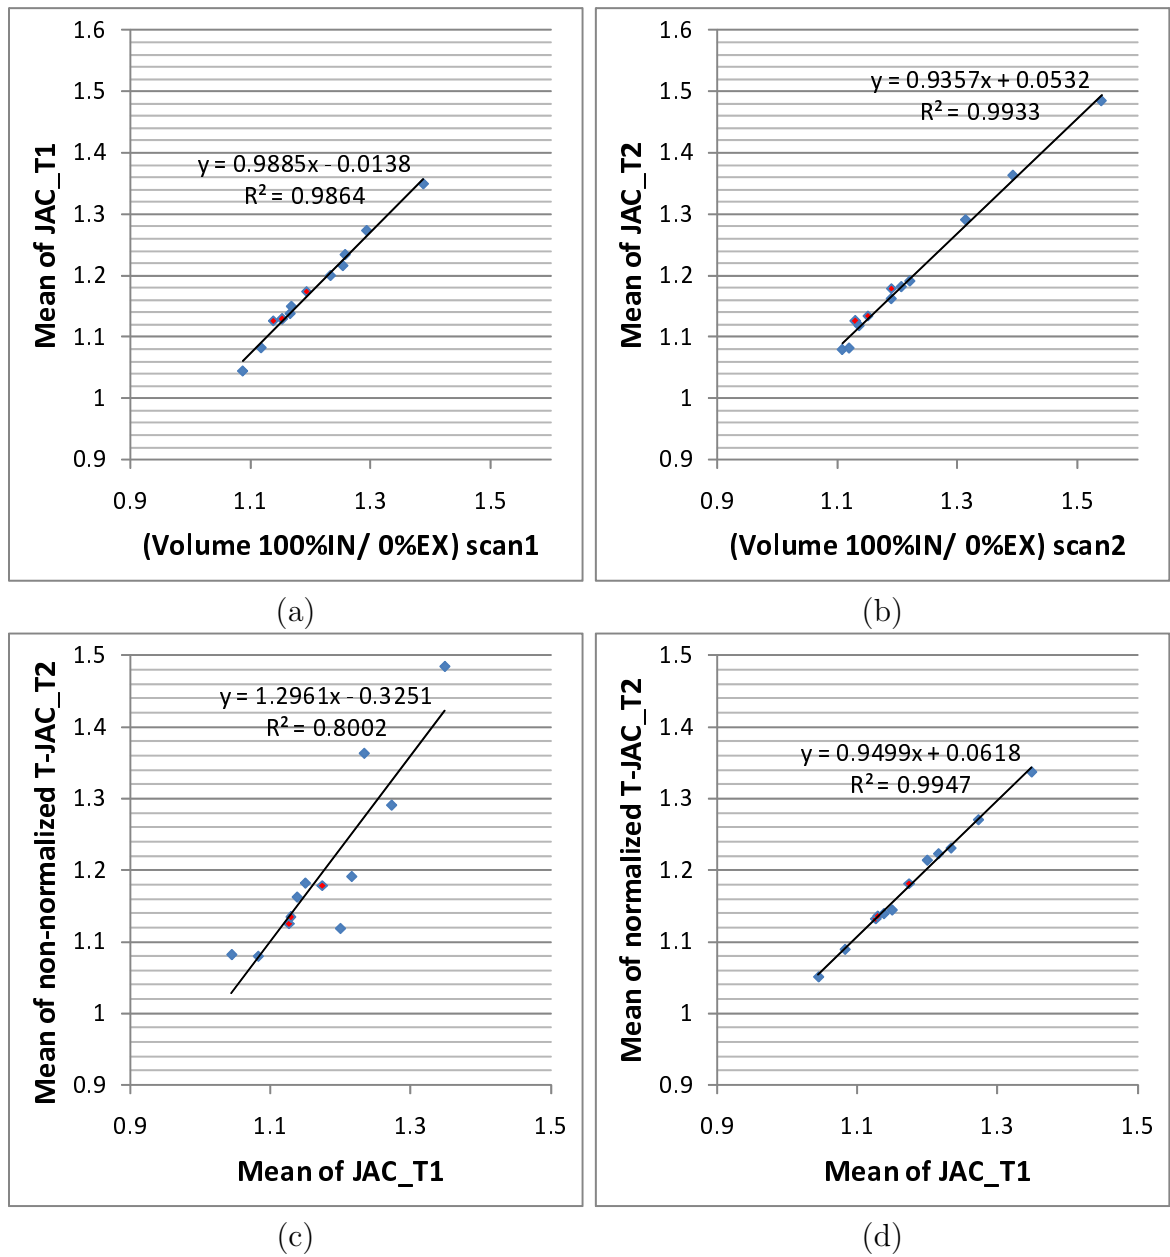 1.6
1.5
1.4
1.3
1.2
1.1
1
0.9
Mean of JAC_T1
y = 0.9885x - 0.0138
R² = 0.9864
0.9 1.1 1.3 1.5
(Volume 100%IN/ 0%EX) scan1
(a)
1.6
1.5
1.4
1.3
1.2
1.1
1
0.9
Mean of JAC_T2
y = 0.9357x + 0.0532
R² = 0.9933
0.9 1.1 1.3 1.5
(Volume 100%IN/ 0%EX) scan2
(b)
1.5
1.4
1.3
1.2
1.1
1
0.9
Mean of non-normalized T-JAC_T2
y = 1.2961x - 0.3251
R² = 0.8002
0.9 1.1 1.3 1.5
Mean of JAC_T1
(c)
1.5
1.4
1.3
1.2
1.1
1
0.9
Mean of normalized T-JAC_T2
y = 0.9499x + 0.0618
R² = 0.9947
0.9 1.1 1.3 1.5
Mean of JAC_T1
(d)